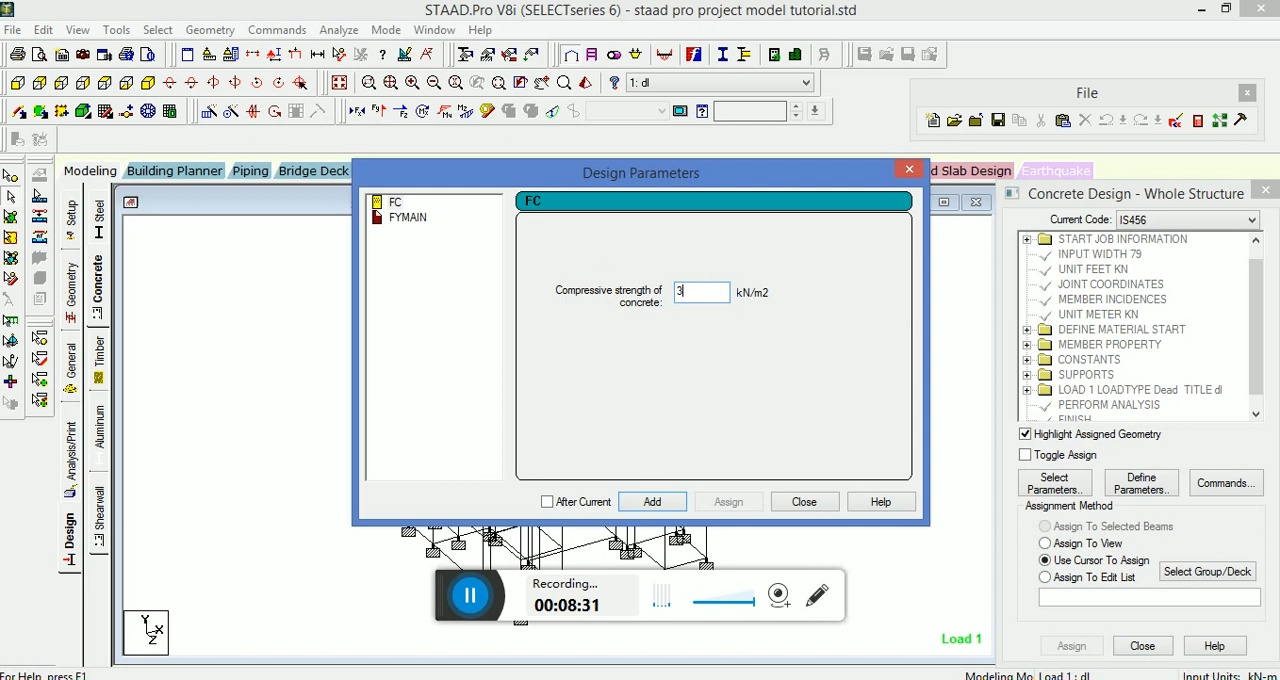 STAAD.Pro V8i (SELECTseries 6) - staad pro project model tutorial.std
File Edit View Tools Select Geometry Commands Analyze Mode Window Help
1: dl
File
Modeling Building Planner Piping Bridge Deck
d Slab Design Earthquake
Setup
Geometry
General
Analysis/Print
Design
Steel
Concrete
Timber
Aluminum
Shearwall
Design Parameters
FC
FYMAIN
FC
Compressive strength of
concrete:
3
kN/m2
After Current
Add
Assign
Close
Help
Recording...
00:08:31
Y
X
Z
Load 1
Concrete Design - Whole Structure
Current Code: IS456
START JOB INFORMATION
INPUT WIDTH 79
UNIT FEET KN
JOINT COORDINATES
MEMBER INCIDENCES
UNIT METER KN
DEFINE MATERIAL START
MEMBER PROPERTY
CONSTANTS
SUPPORTS
LOAD 1 LOADTYPE Dead TITLE dl
PERFORM ANALYSIS
FINISH
Highlight Assigned Geometry
Toggle Assign
Select
Parameters..
Define
Parameters..
Commands...
Assignment Method
Assign To Selected Beams
Assign To View
Use Cursor To Assign
Assign To Edit List
Select Group/Deck
Assign
Close
Help
For Help, press F1
Modeling Mo Load 1 : dl
Input Units: kN-m